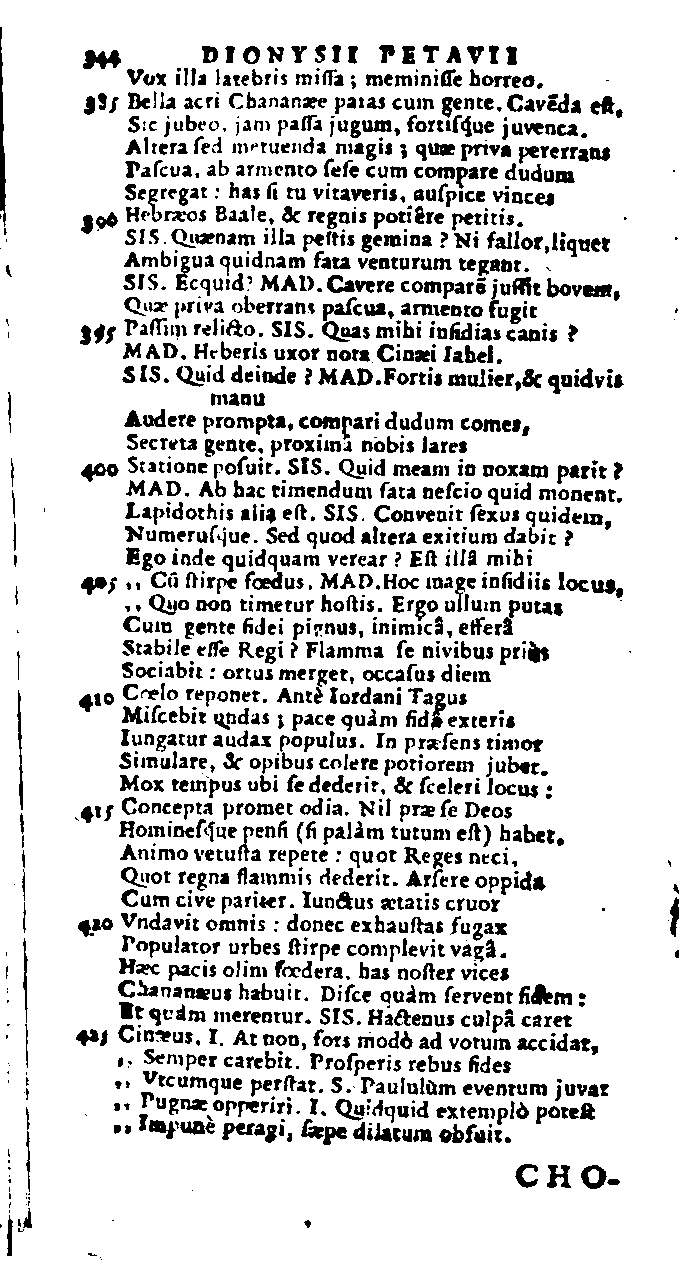 344 DIONYSII PETAVII
Vox illa latebris missa ; meminisse horreo.
385 Bella acri Chananææ paras cum gente. Cavẽda est,
Sic jubeo, jam passa jugum, fortisque juvenca.
Altera sed metuenda magis ; quæ priva pererrans
Pascua, ab armento sese cum compare dudum
Segregat : has si tu vitaveris, auspice vinces
390 Hebræos Baale, & regnis potiêre petitis.
SIS. Quænam illa pestis gemina ? Ni fallor, liquet
Ambigua quidnam fata venturum tegant.
SIS. Ecquid? MAD. Cavere comparẽ jussit bovem,
Quæ priva oberrans pascua, armento fugit
395 Passim relicto. SIS. Quas mihi insidias canis ?
MAD. Heberis uxor nota Cinæi Iahel.
SIS. Quid deinde ? MAD. Fortis mulier, & quidvis
manu
Audere prompta, compari dudum comes,
Secreta gente, proximâ nobis lares
400 Statione posuit. SIS. Quid meam in noxam parit ?
MAD. Ab hac timendum fata nescio quid monent.
Lapidothis alia est. SIS. Convenit sexus quidem,
Numerusque. Sed quod altera exitium dabit ?
Ego inde quidquam verear ? Est illâ mihi
405 ,, Cũ stirpe fœdus. MAD. Hoc mage insidiis locus,
,, Quo non timetur hostis. Ergo ullum putas
Cum gente fidei pignus, inimicâ, efferâ
Stabile esse Regi ? Flamma se nivibus priùs
Sociabit : ortus merget, occasus diem
410 Cœlo reponet. Antè Iordani Tagus
Miscebit undas ; pace quàm fidâ exteris
Iungatur audax populus. In præsens timor
Simulare, & opibus colere potiorem jubet.
Mox tempus ubi se dederit, & sceleri locus :
415 Concepta promet odia. Nil præ se Deos
Hominesque pensi (si palàm tutum est) habet.
Animo vetusta repete : quot Reges neci,
Quot regna flammis dederit. Arsere oppida
Cum cive pariter. Iunctus ætatis cruor
420 Vndavit omnis : donec exhaustas fugax
Populator urbes stirpe complevit vagâ.
Hæc pacis olim fœdera, has noster vices
Chananæus habuit. Disce quàm servent fidem :
Et quàm merentur. SIS. Hactenus culpâ caret
425 Cinæus. I. At non, fors modò ad votum accidat,
,, Semper carebit. Prosperis rebus fides
,, Vtcumque perstat. S. Paululùm eventum juvat
,, Pugnæ opperiri. I. Quidquid extemplò potest
,, Impunè peragi, sæpe dilatum obfuit.
CHO-